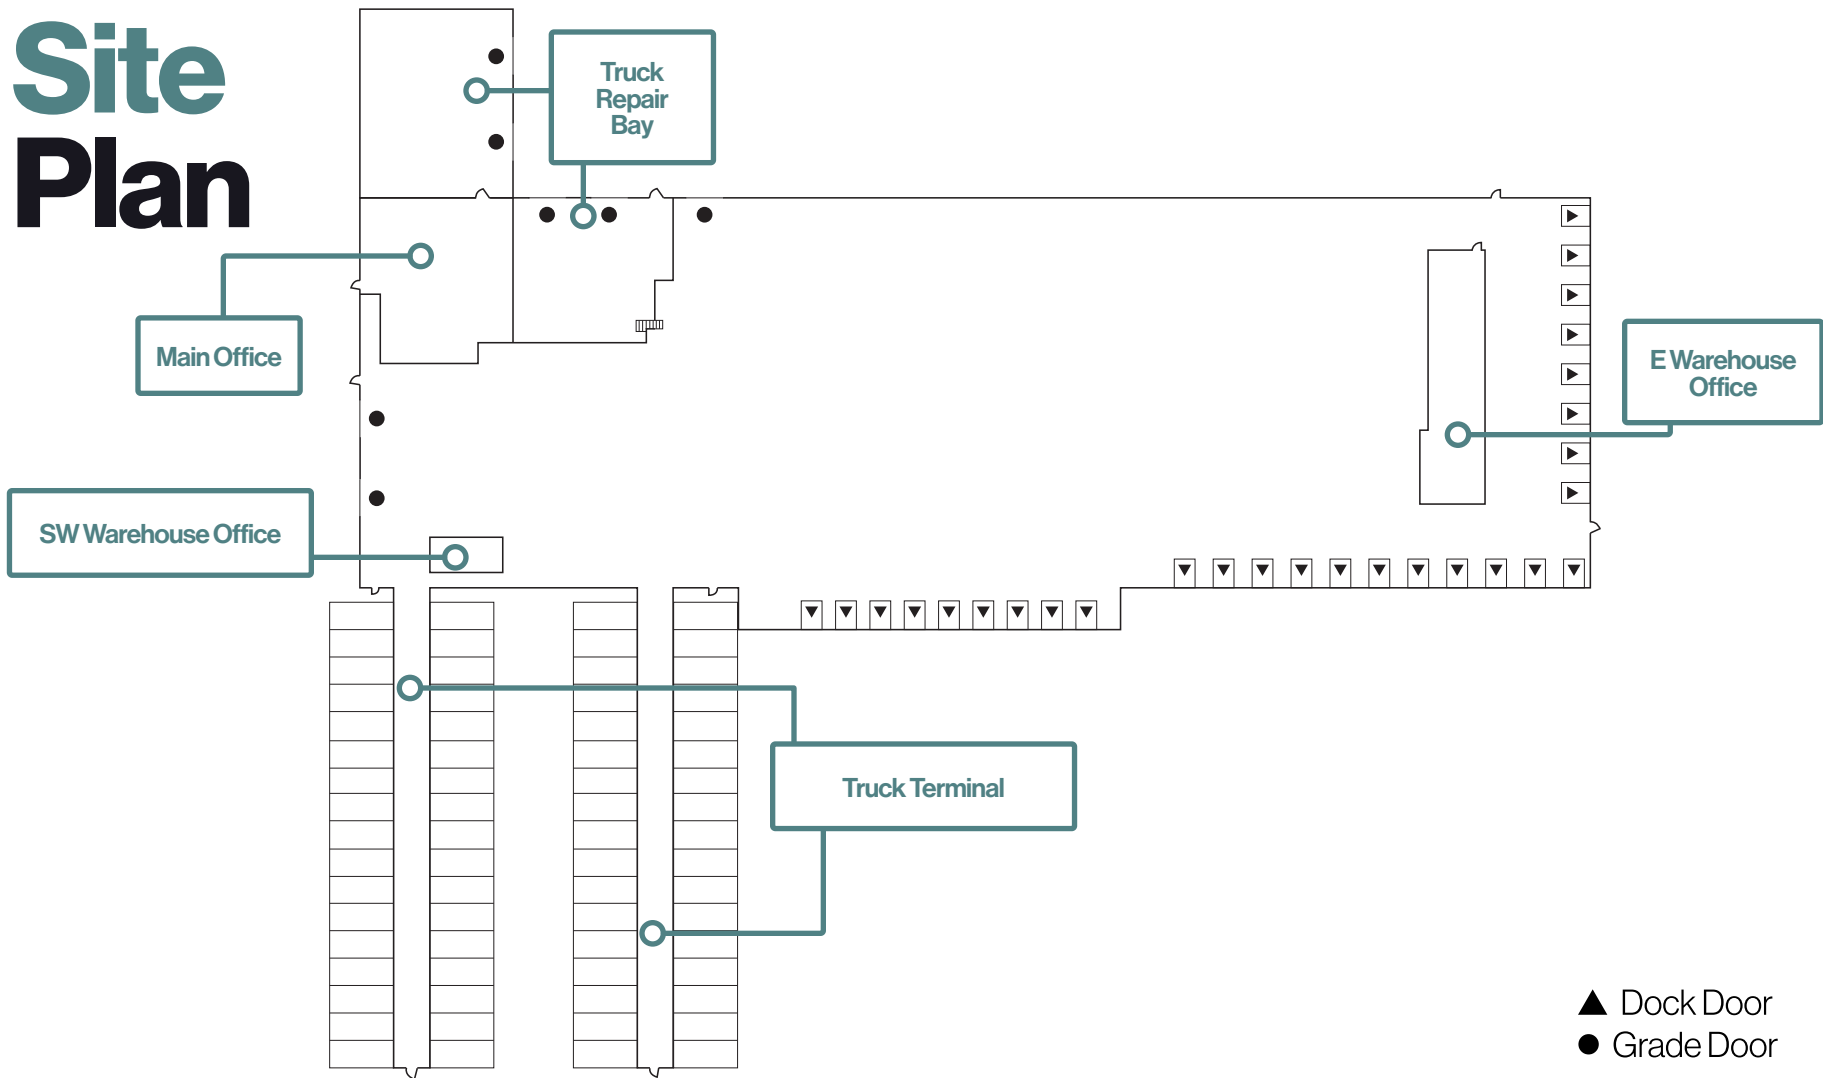 Site
Plan
Truck
Repair
Bay
Main Office
E Warehouse
Office
SW Warehouse Office
Truck Terminal
Dock Door
Grade Door